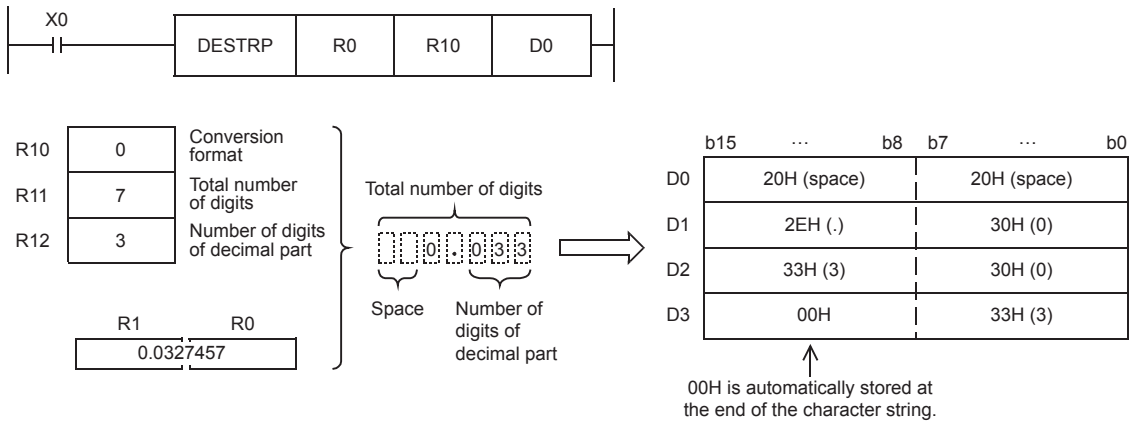 X0
DESTRP R0 R10 D0
R10 0 Conversion
format
R11 7 Total number
of digits
R12 3 Number of digits
of decimal part
R1 R0
0.0327457
Total number of digits
0 . 0 3 3
Space
Number of
digits of
decimal part
b15 ... b8 b7 ... b0
D0 20H (space) 20H (space)
D1 2EH (.) 30H (0)
D2 33H (3) 30H (0)
D3 00H 33H (3)
00H is automatically stored at
the end of the character string.